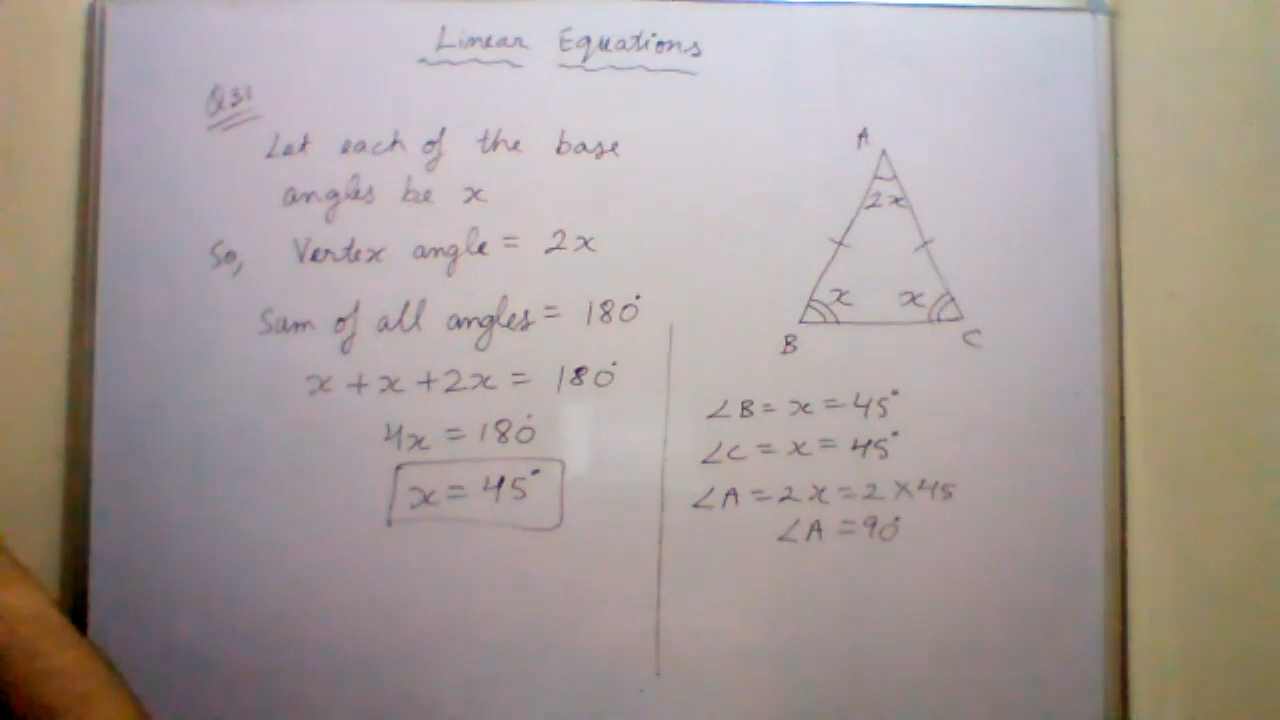 Linear Equations
Q31
Let each of the base
angles be x
So, Vertex angle = 2x
Sum of all angles = 180°
x + x + 2x = 180°
4x = 180°
x = 45°
A
2x
x x
B C
∠B = x = 45°
∠C = x = 45°
∠A = 2x = 2 × 45
∠A = 90°